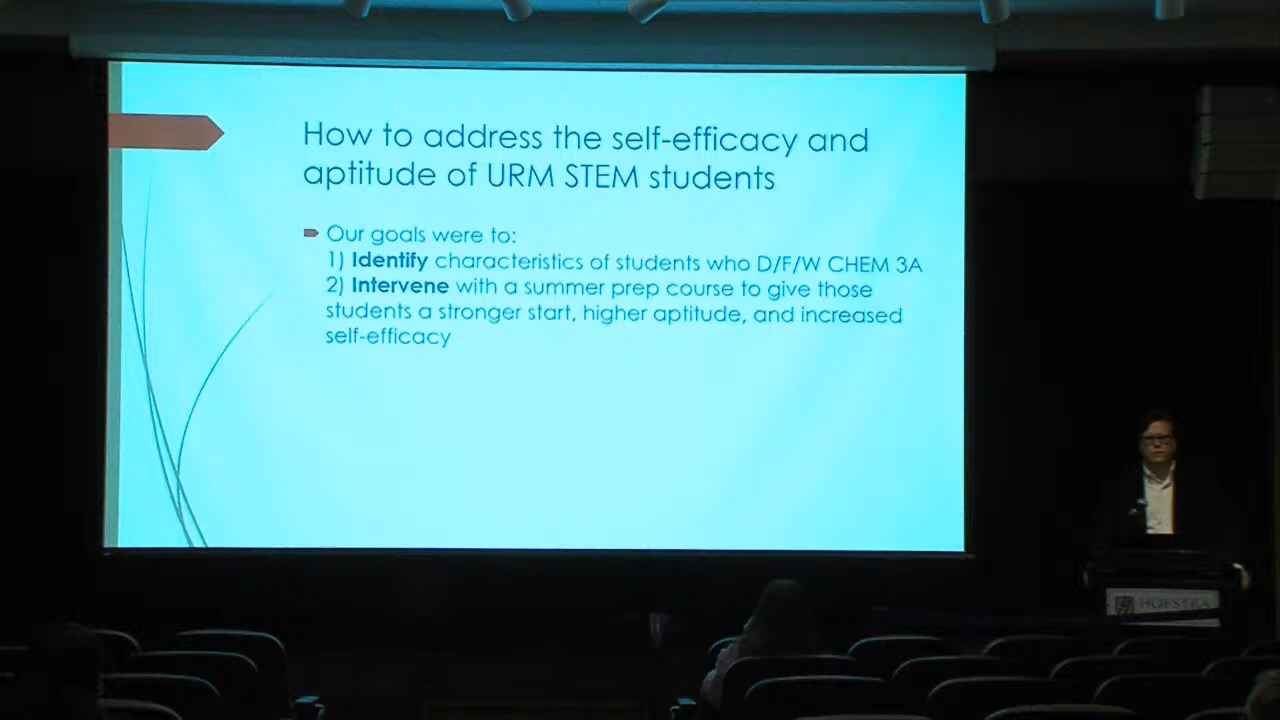 How to address the self-efficacy and
aptitude of URM STEM students
Our goals were to:
1) Identify characteristics of students who D/F/W CHEM 3A
2) Intervene with a summer prep course to give those
students a stronger start, higher aptitude, and increased
self-efficacy
HOFSTRA